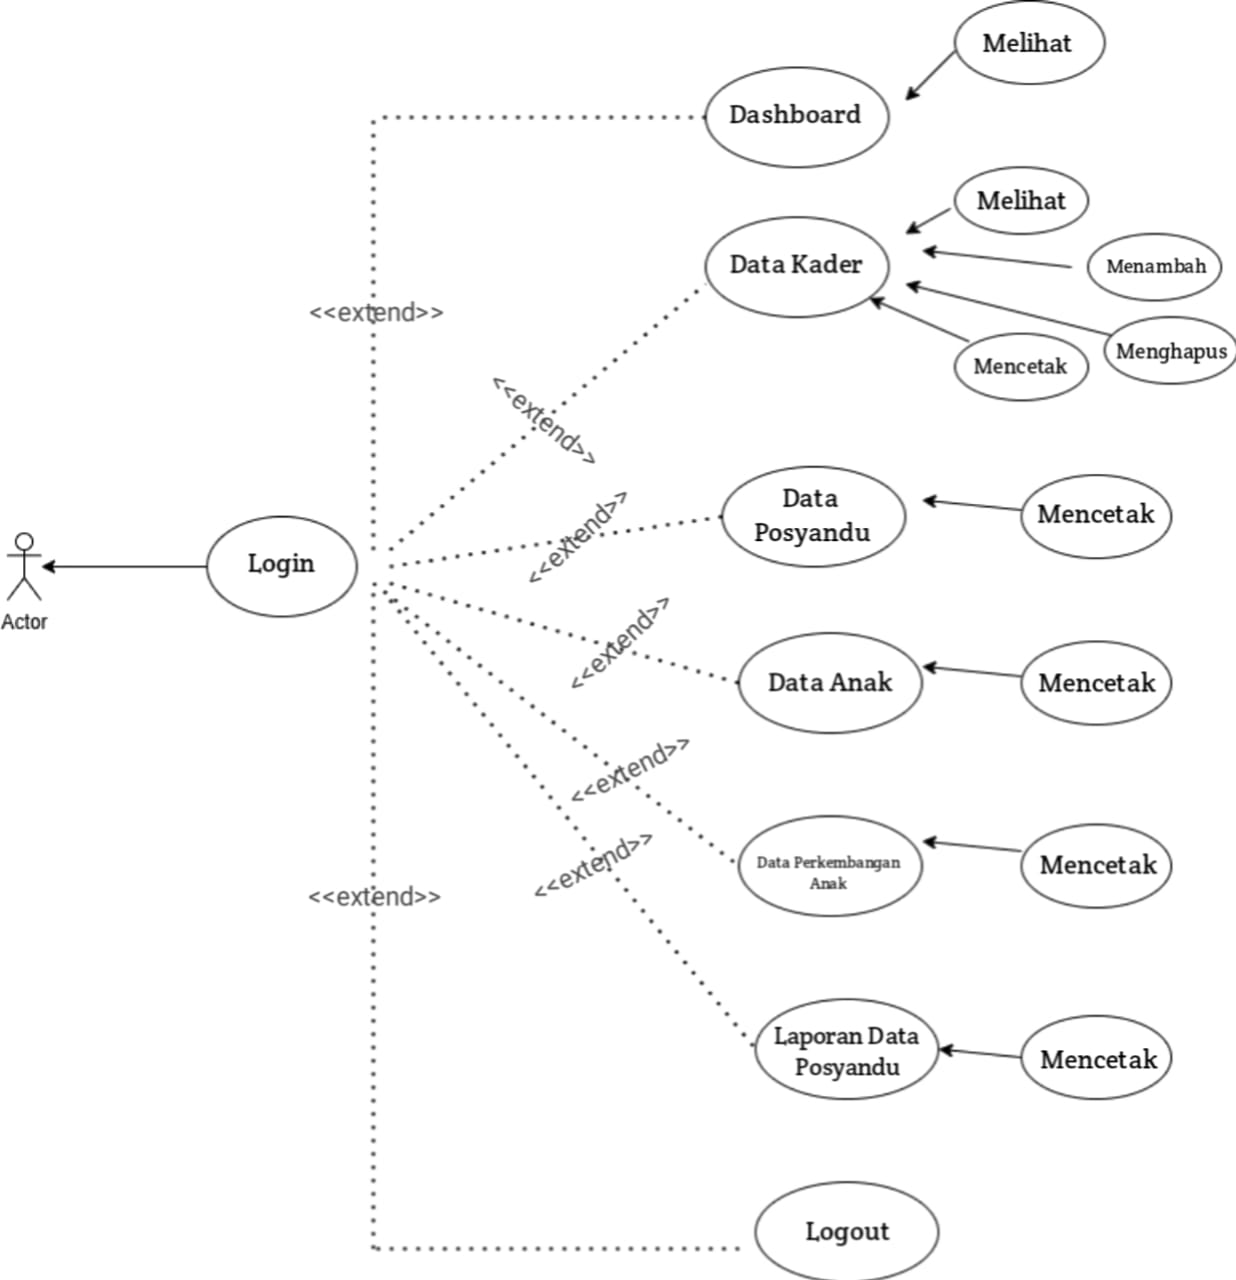 Melihat
Dashboard
Melihat
Data Kader
Menambah
<<extend>>
Menghapus
Mencetak
<<extend>>
Data
Posyandu
Mencetak
<<extend>>
Login
Actor
<<extend>>
Data Anak
Mencetak
<<extend>>
Data Perkembangan
Anak
Mencetak
<<extend>>
<<extend>>
Laporan Data
Posyandu
Mencetak
Logout